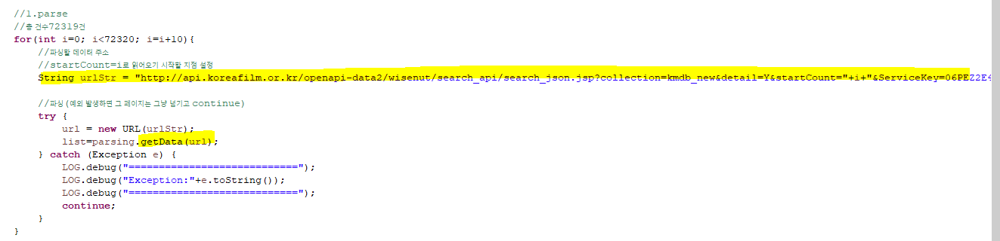 //1.parse
//총 건수72319건
for(int i=0; i<72320; i=i+10){
//파싱할 데이터 주소
//startCount=i로 읽어오기 시작할 지점 설정
String urlStr = "http://api.koreafilm.or.kr/openapi-data2/wisenut/search_api/search_json.jsp?collection=kmdb_new&detail=Y&startCount="+i+"&ServiceKey=06PEZ2E4
//파싱(예외 발생하면 그 페이지는 그냥 넘기고 continue)
try {
url = new URL(urlStr);
list=parsing.getData(url);
} catch (Exception e) {
LOG.debug("============================");
LOG.debug("Exception:"+e.toString());
LOG.debug("============================");
continue;
}
}